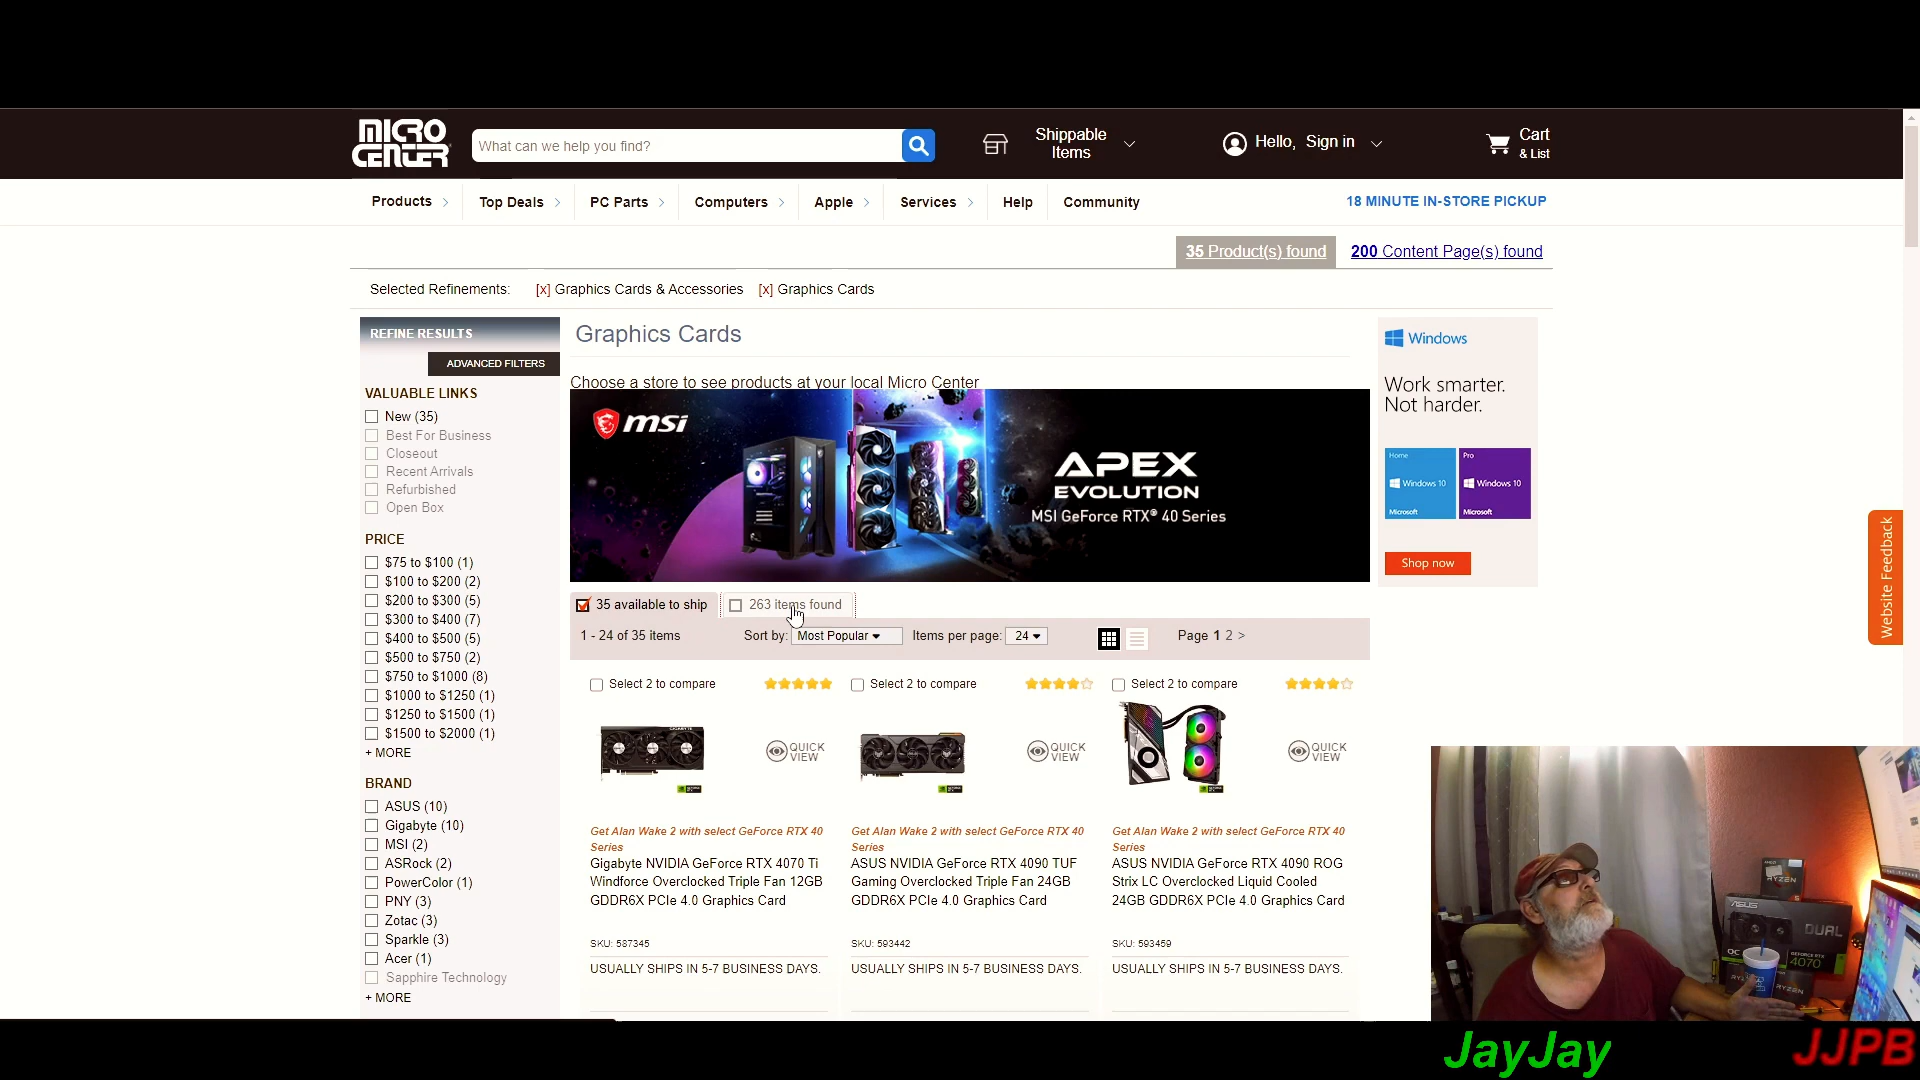 MICRO CENTER
What can we help you find?
Shippable Items
Hello, Sign in
Cart & List
Products
Top Deals
PC Parts
Computers
Apple
Services
Help
Community
18 MINUTE IN-STORE PICKUP
35 Product(s) found
200 Content Page(s) found
Selected Refinements: [x] Graphics Cards & Accessories [x] Graphics Cards
REFINE RESULTS
ADVANCED FILTERS
VALUABLE LINKS
New (35)
Best For Business
Closeout
Recent Arrivals
Refurbished
Open Box
PRICE
$75 to $100 (1)
$100 to $200 (2)
$200 to $300 (5)
$300 to $400 (7)
$400 to $500 (5)
$500 to $750 (2)
$750 to $1000 (8)
$1000 to $1250 (1)
$1250 to $1500 (1)
$1500 to $2000 (1)
+ MORE
BRAND
ASUS (10)
Gigabyte (10)
MSI (2)
ASRock (2)
PowerColor (1)
PNY (3)
Zotac (3)
Sparkle (3)
Acer (1)
Sapphire Technology
+ MORE
Graphics Cards
Choose a store to see products at your local Micro Center
msi
APEX
EVOLUTION
MSI GeForce RTX® 40 Series
35 available to ship
263 items found
1 - 24 of 35 items
Sort by: Most Popular
Items per page: 24
Page 1 2 >
Select 2 to compare
QUICK
VIEW
Get Alan Wake 2 with select GeForce RTX 40
Series
Gigabyte NVIDIA GeForce RTX 4070 Ti
Windforce Overclocked Triple Fan 12GB
GDDR6X PCIe 4.0 Graphics Card
SKU: 587345
USUALLY SHIPS IN 5-7 BUSINESS DAYS.
Select 2 to compare
QUICK
VIEW
Get Alan Wake 2 with select GeForce RTX 40
Series
ASUS NVIDIA GeForce RTX 4090 TUF
Gaming Overclocked Triple Fan 24GB
GDDR6X PCIe 4.0 Graphics Card
SKU: 593442
USUALLY SHIPS IN 5-7 BUSINESS DAYS.
Select 2 to compare
QUICK
VIEW
Get Alan Wake 2 with select GeForce RTX 40
Series
ASUS NVIDIA GeForce RTX 4090 ROG
Strix LC Overclocked Liquid Cooled
24GB GDDR6X PCIe 4.0 Graphics Card
SKU: 593459
USUALLY SHIPS IN 5-7 BUSINESS DAYS.
Windows
Work smarter.
Not harder.
Home
Windows 10
Microsoft
Pro
Windows 10
Microsoft
Shop now
Website Feedback
RYZEN
ASUS
DUAL
OC
GEFORCE RTX
4070
RYZEN
JayJay
JJPB